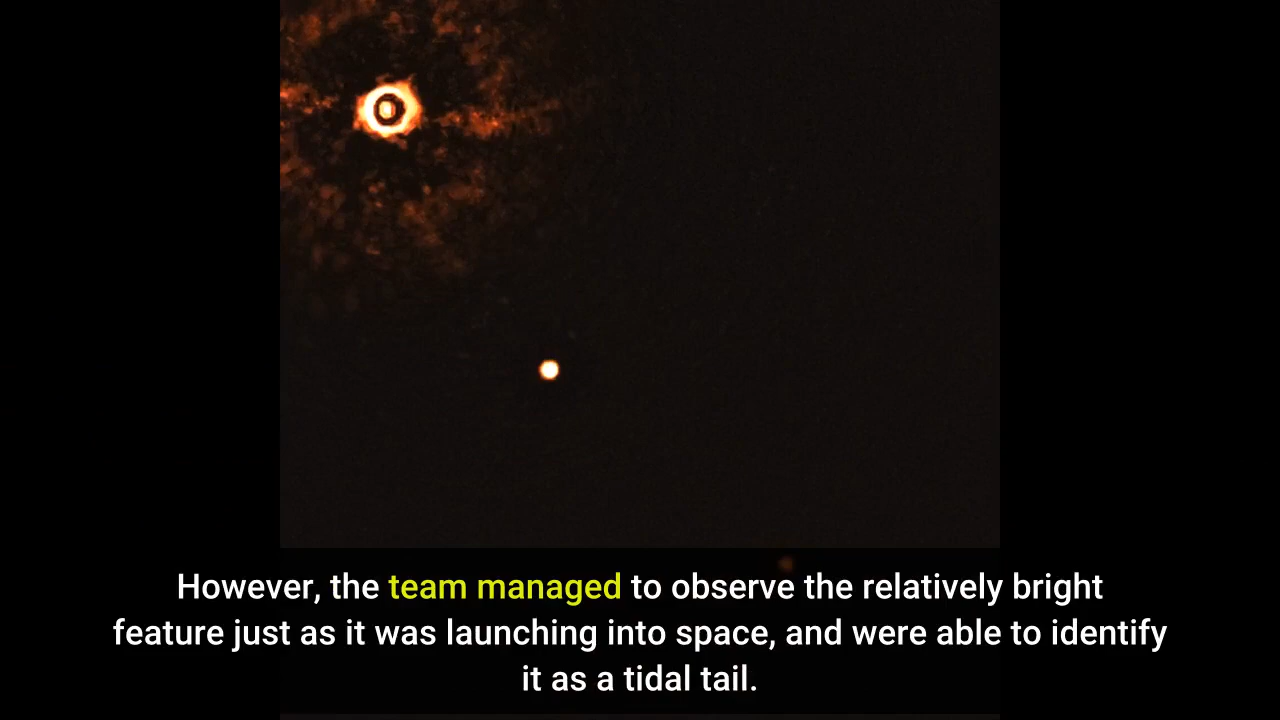 However, the team managed to observe the relatively bright
feature just as it was launching into space, and were able to identify
it as a tidal tail.